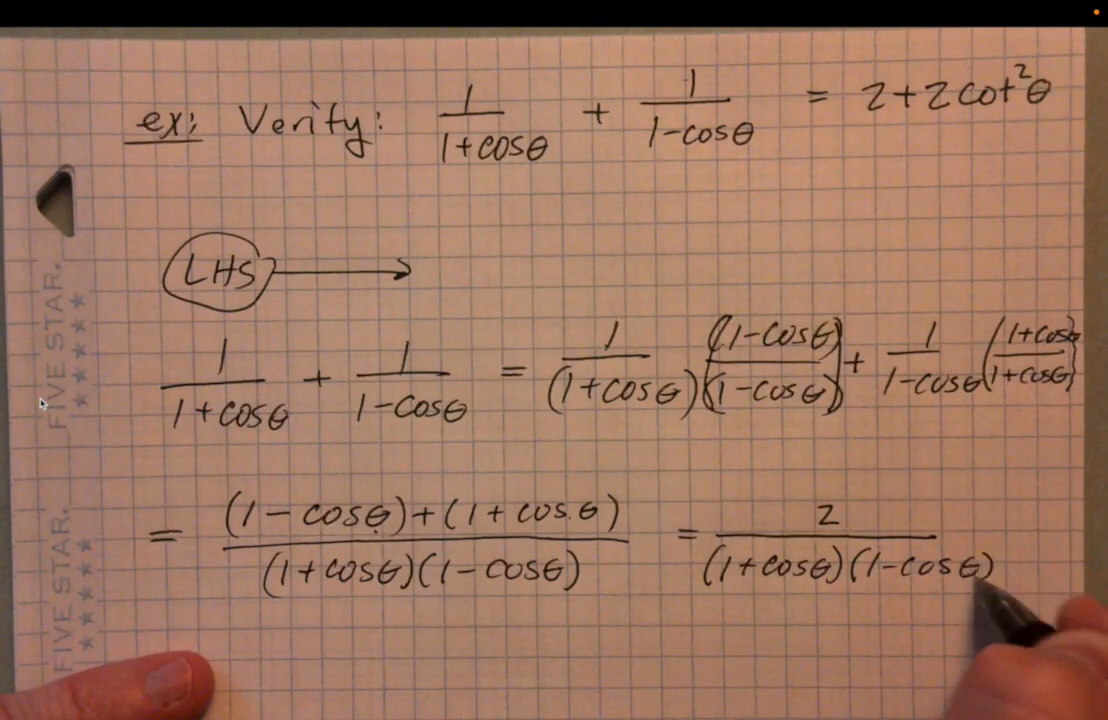 ex: Verify: 1/(1+cosθ) + 1/(1-cosθ) = 2+2cot²θ
LHS →
1/(1+cosθ) + 1/(1-cosθ) = 1/(1+cosθ) ((1-cosθ)/(1-cosθ)) + 1/(1-cosθ) ((1+cosθ)/(1+cosθ))
= ((1-cosθ)+(1+cosθ))/((1+cosθ)(1-cosθ)) = 2/((1+cosθ)(1-cosθ))
FIVE STAR.
★★★★★
FIVE STAR.
★★★★★